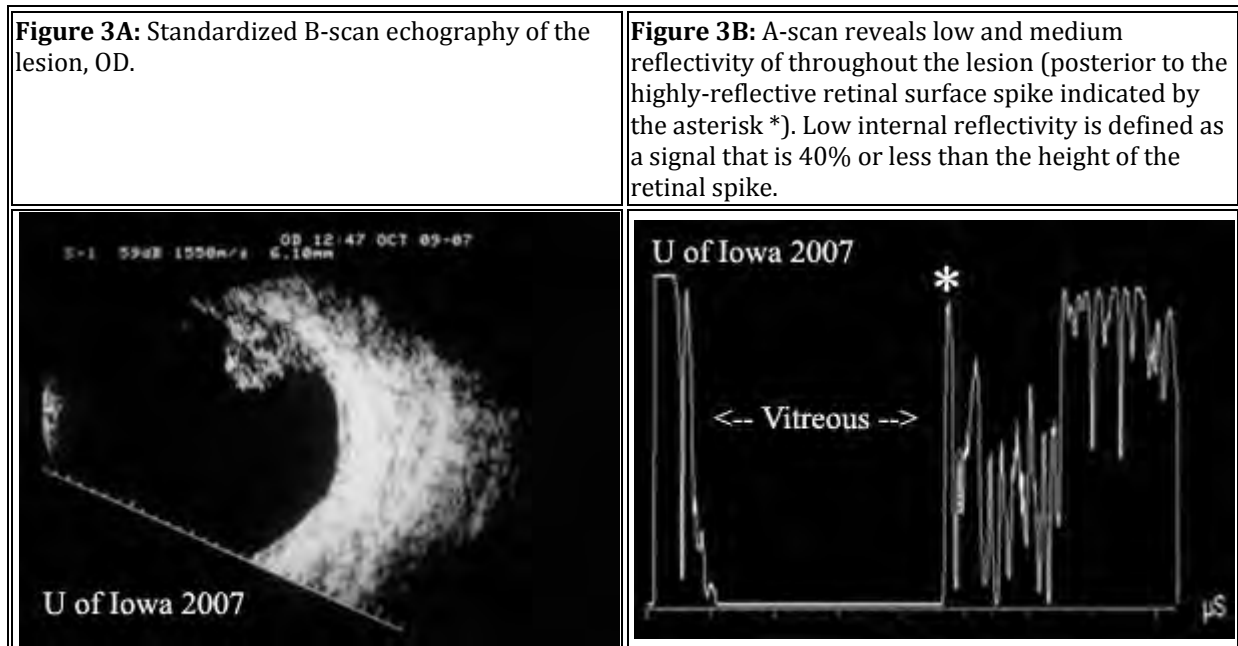 Figure 3A: Standardized B-scan echography of the
lesion, OD.
Figure 3B: A-scan reveals low and medium
reflectivity of throughout the lesion (posterior to the
highly-reflective retinal surface spike indicated by
the asterisk *). Low internal reflectivity is defined as
a signal that is 40% or less than the height of the
retinal spike.
OD 12:47 OCT 09-07
S-1 59dB 1550m/s 6.10mm
U of Iowa 2007
U of Iowa 2007
*
<-- Vitreous -->
µS